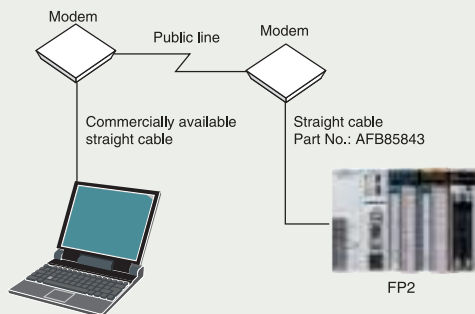 Modem
Public line
Modem
Commercially available
straight cable
Straight cable
Part No.: AFB85843
FP2